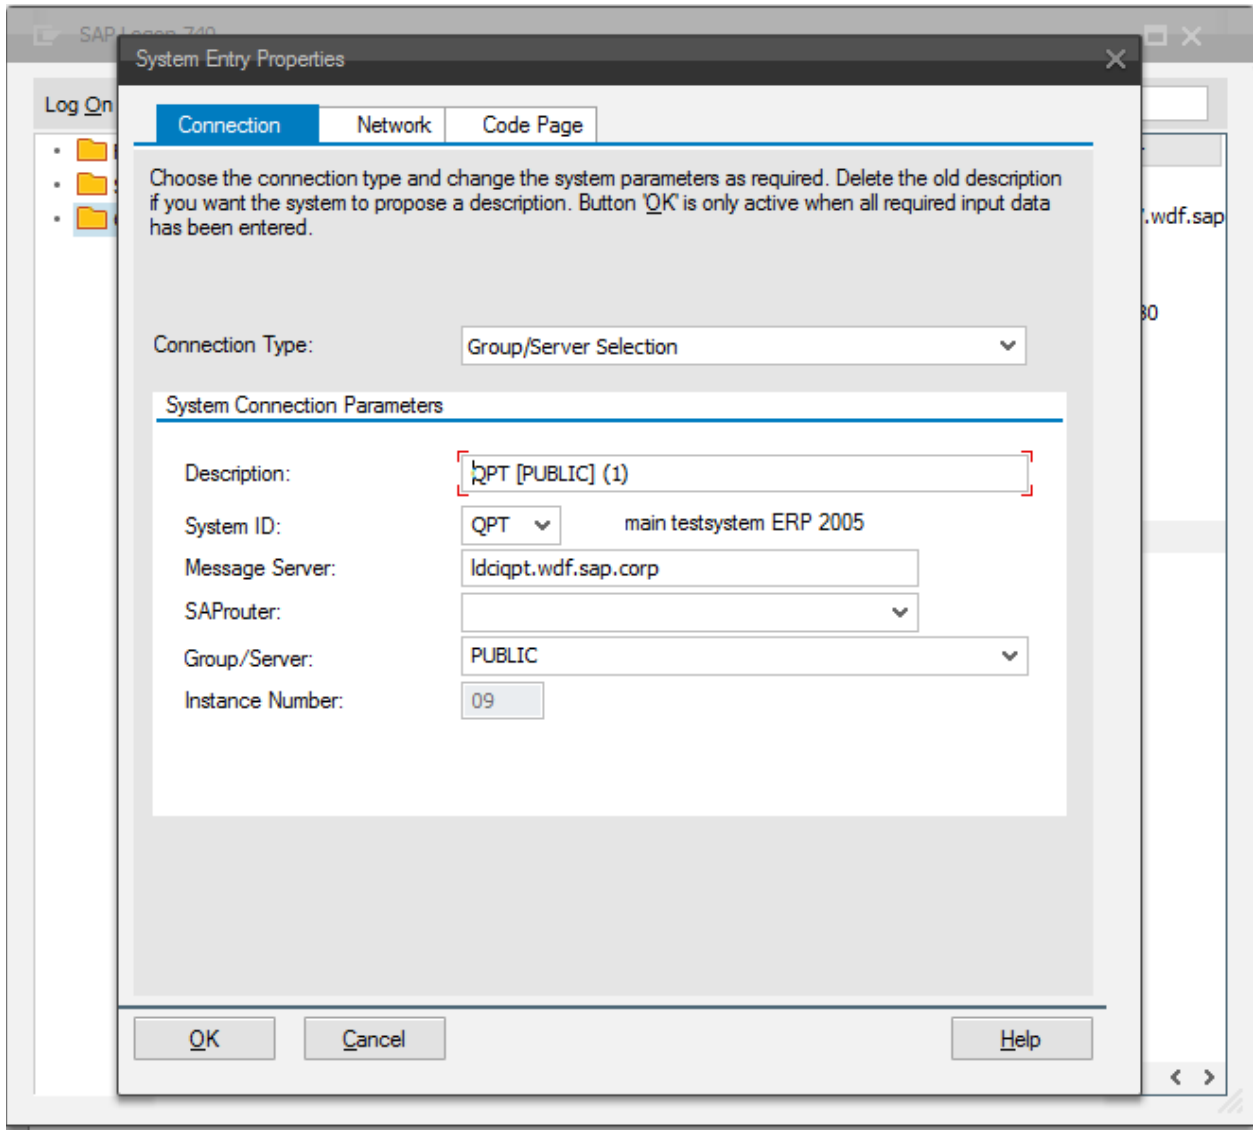 SAP Logon 740
System Entry Properties
Log On
Connection Network Code Page
Choose the connection type and change the system parameters as required. Delete the old description
if you want the system to propose a description. Button 'OK' is only active when all required input data
has been entered.
.wdf.sap
Connection Type: Group/Server Selection
System Connection Parameters
Description: QPT [PUBLIC] (1)
System ID: QPT main testsystem ERP 2005
Message Server: ldciqpt.wdf.sap.corp
SAProuter:
Group/Server: PUBLIC
Instance Number: 09
OK Cancel Help